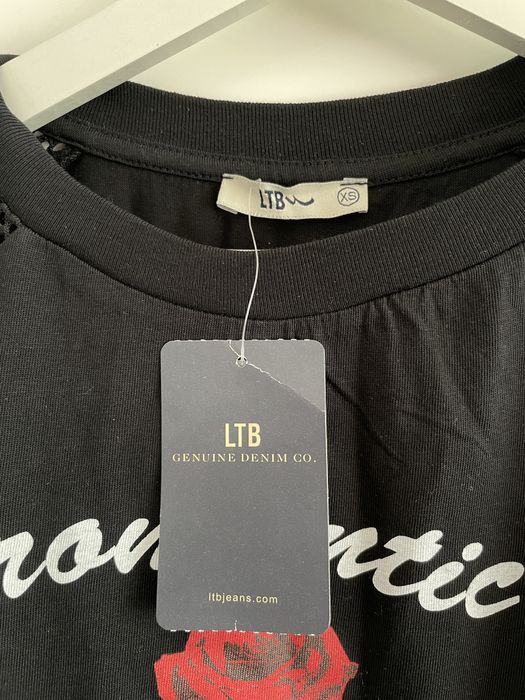 LTB
XS
LTB
GENUINE DENIM CO.
ltbjeans.com